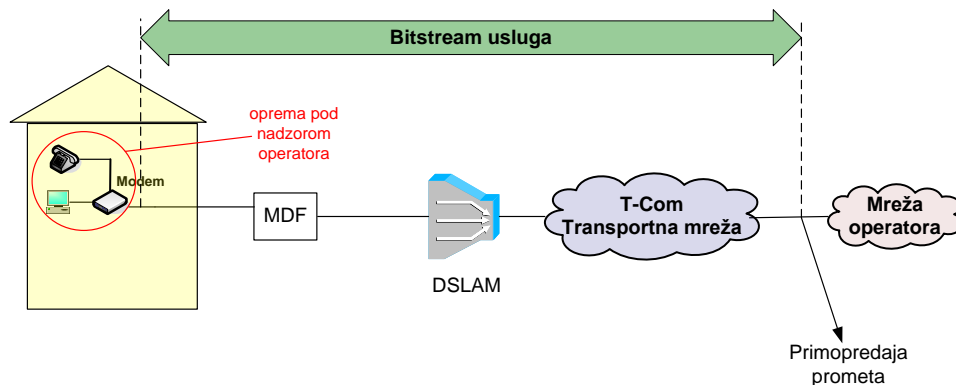 Bitstream usluga
oprema pod
nadzorom
operatora
Modem
MDF
DSLAM
T-Com
Transportna mreža
Mreža
operatora
Primopredaja
prometa